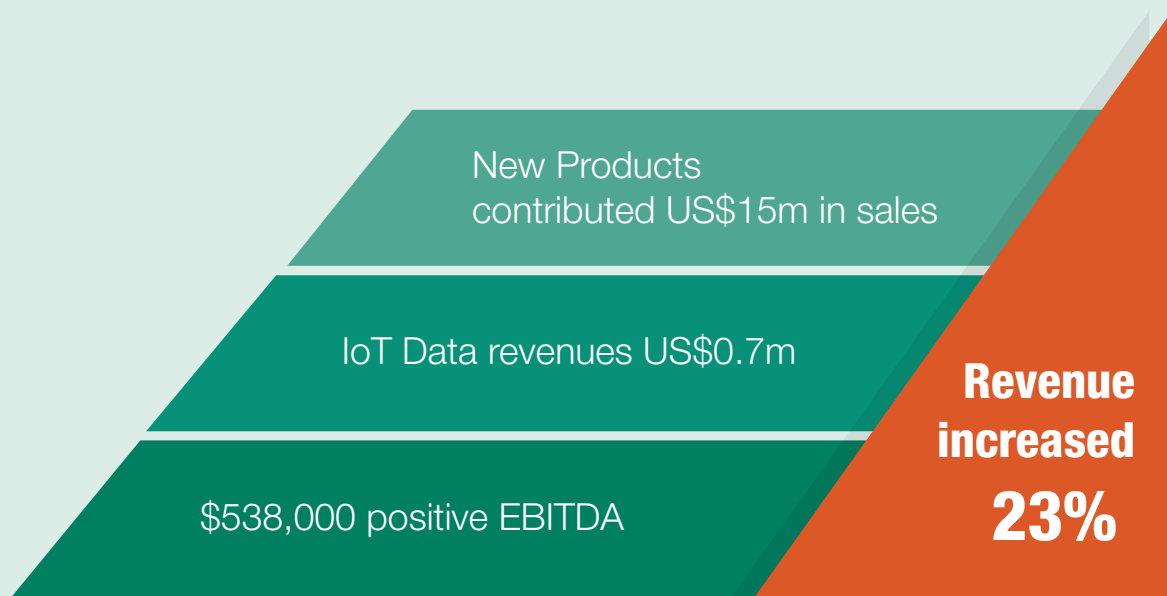 New Products
contributed US$15m in sales
IoT Data revenues US$0.7m
$538,000 positive EBITDA
Revenue
increased
23%